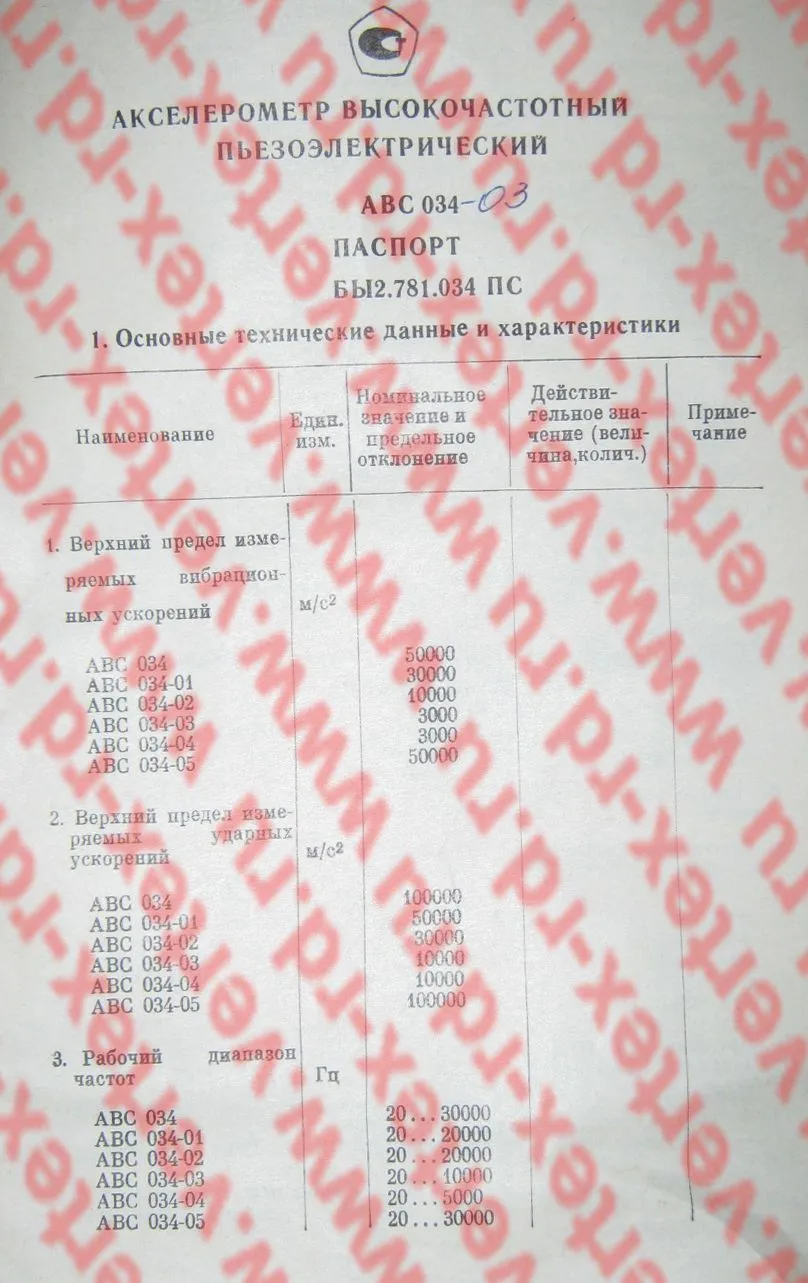 АКСЕЛЕРОМЕТР ВЫСОКОЧАСТОТНЫЙ
ПЬЕЗОЭЛЕКТРИЧЕСКИЙ
АВС 034-03
ПАСПОРТ
БЫ2.781.034 ПС
1. Основные технические данные и характеристики
Наименование
Един.
изм.
Номинальное
значение и
предельное
отклонение
Действи-
тельное зна-
чение (вели-
чина,колич.)
Приме-
чание
1. Верхний предел изме-
ряемых вибрацион-
ных ускорений м/с2
АВС 034 50000
АВС 034-01 30000
АВС 034-02 10000
АВС 034-03 3000
АВС 034-04 3000
АВС 034-05 50000
2. Верхний предел изме-
ряемых ударных
ускорений м/с2
АВС 034 100000
АВС 034-01 50000
АВС 034-02 30000
АВС 034-03 10000
АВС 034-04 10000
АВС 034-05 100000
3. Рабочий диапазон
частот Гц
АВС 034 20...30000
АВС 034-01 20...20000
АВС 034-02 20...20000
АВС 034-03 20...10000
АВС 034-04 20...5000
АВС 034-05 20...30000
www.vertex-rd.ru